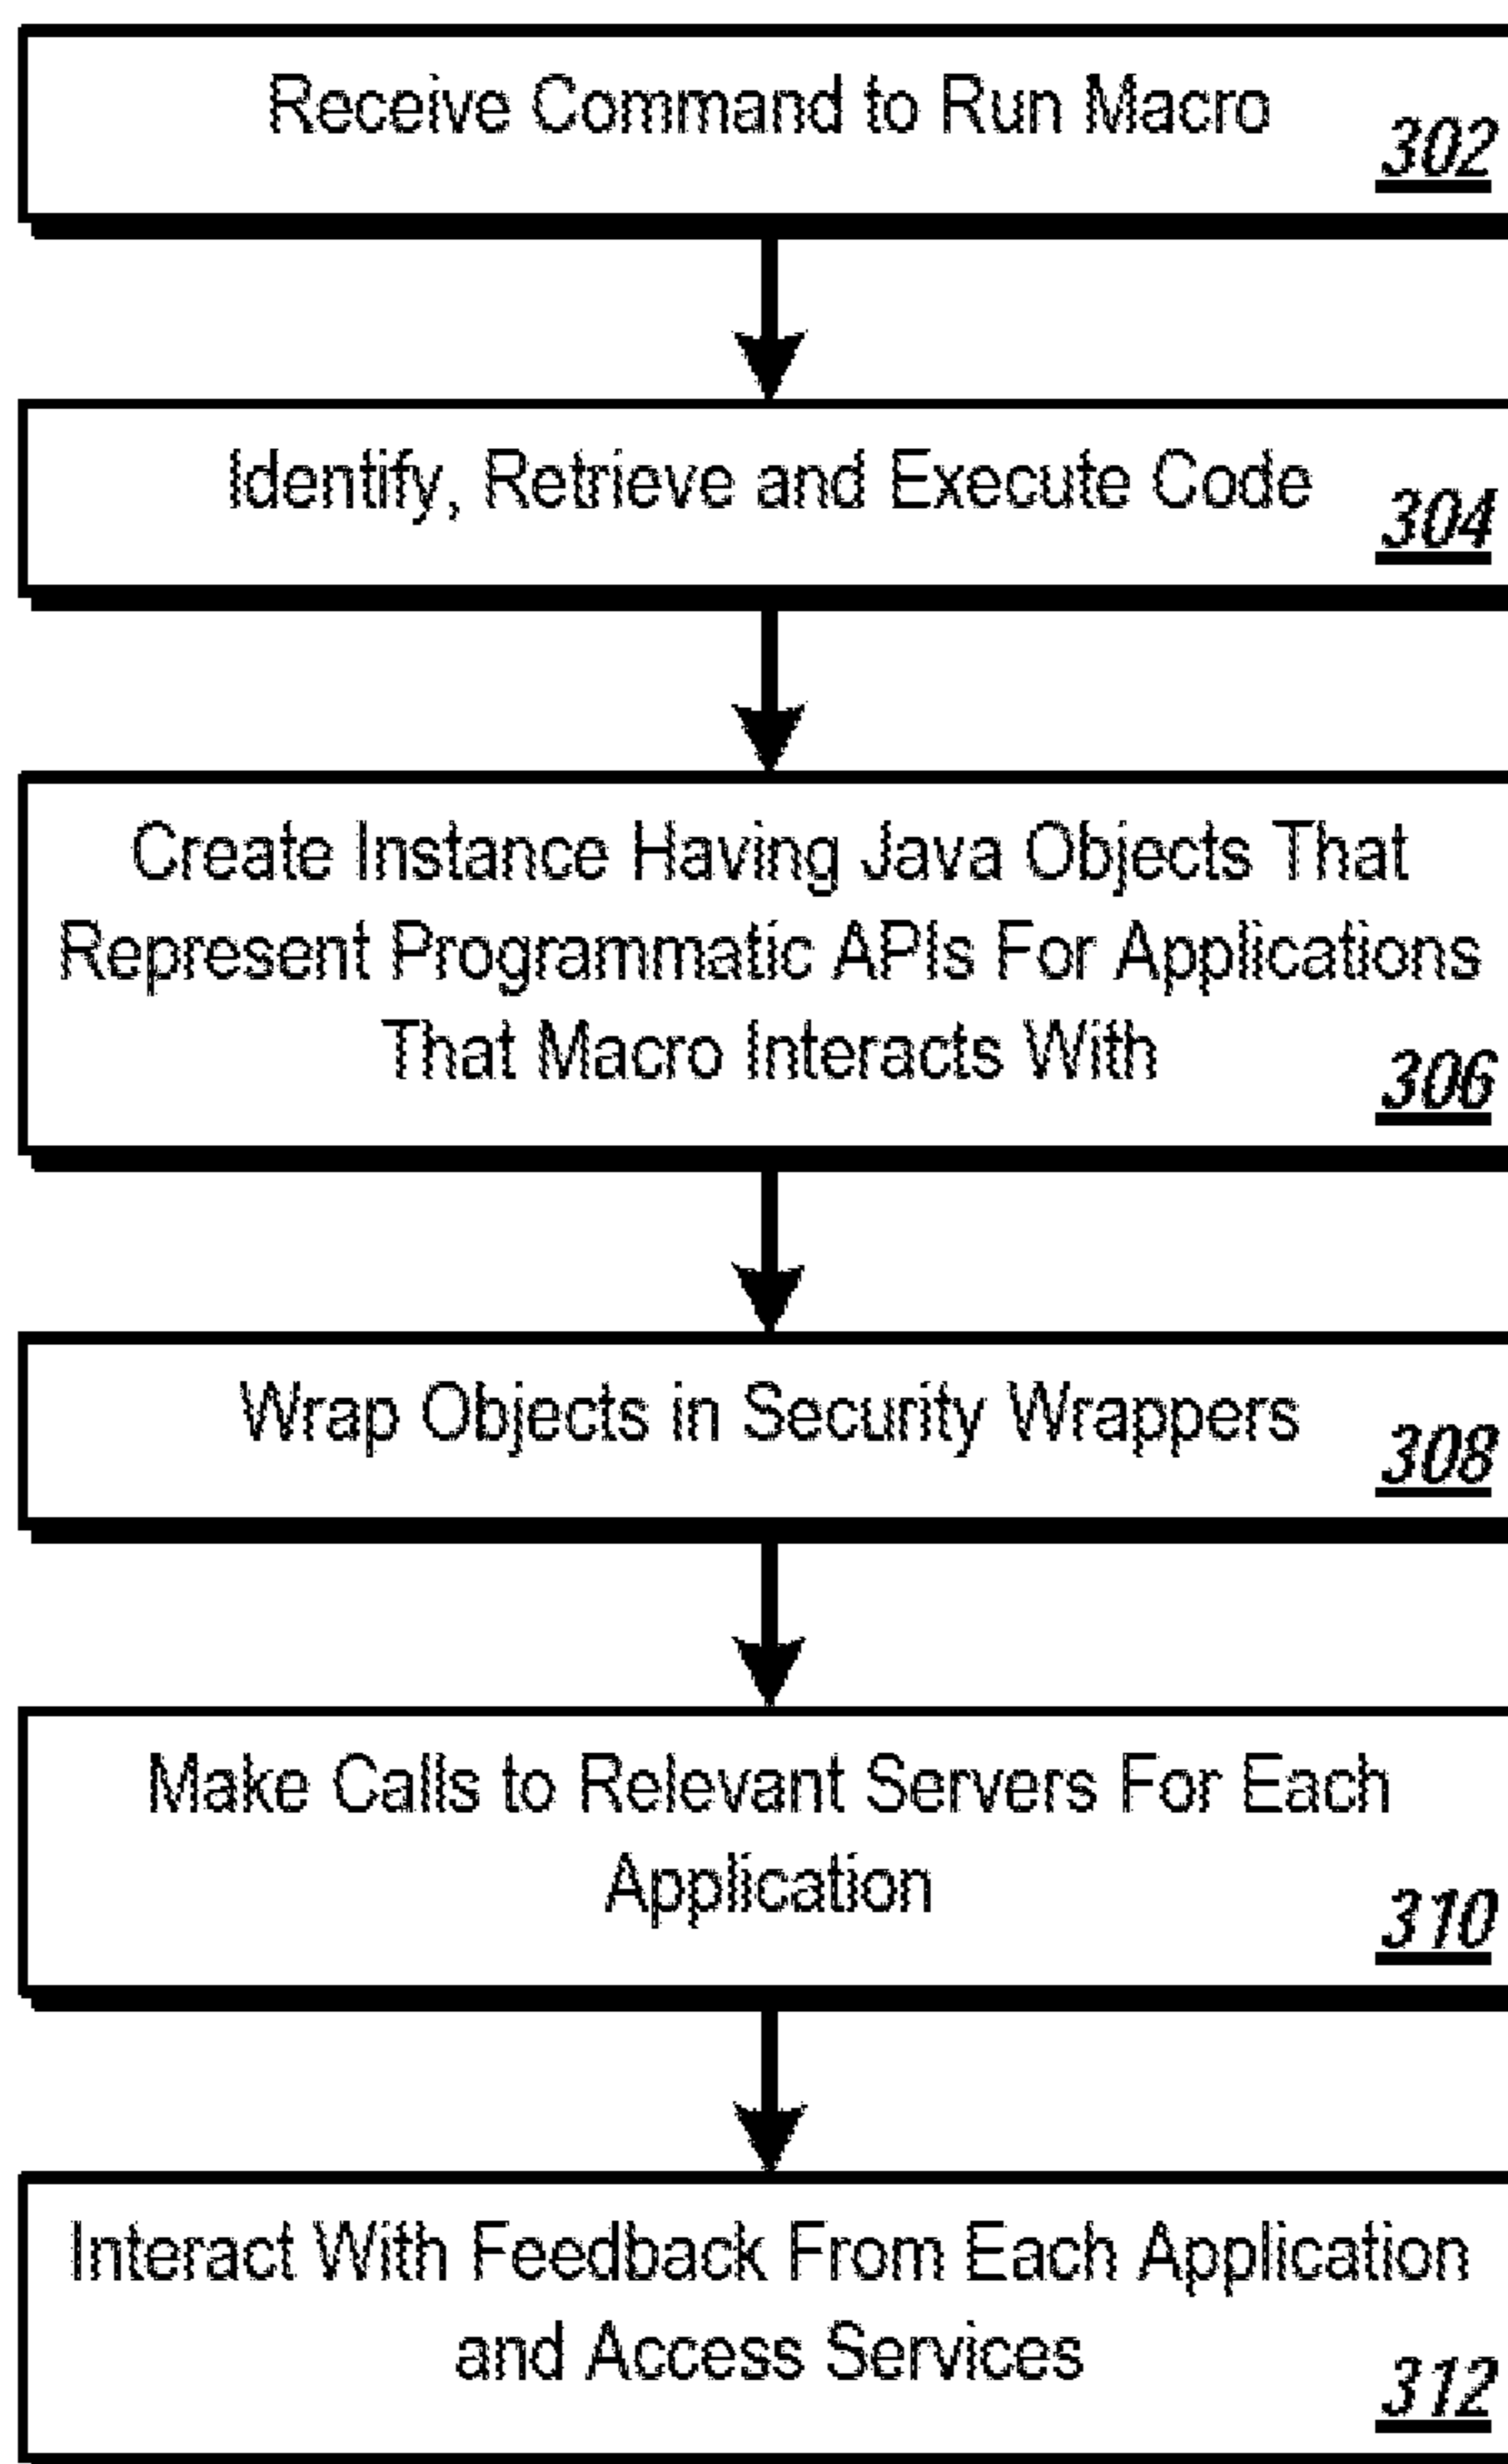 Receive Command to Run Macro
302
Identify, Retrieve and Execute Code
304
Create Instance Having Java Objects That
Represent Programmatic APIs For Applications
That Macro Interacts With
306
Wrap Objects in Security Wrappers
308
Make Calls to Relevant Servers For Each
Application
310
Interact With Feedback From Each Application
and Access Services
312